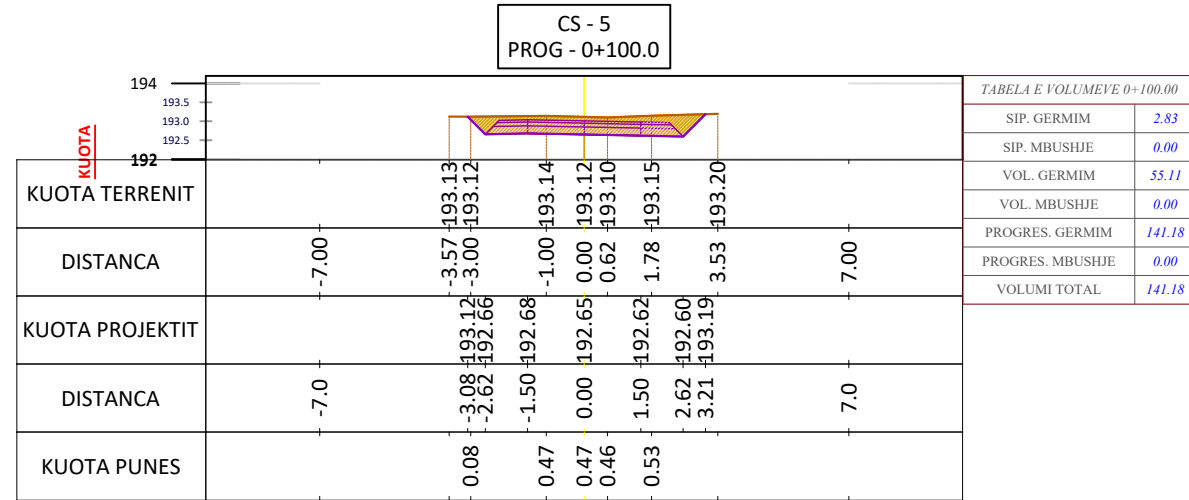 CS - 5
PROG - 0+100.0
194
193.5
193.0
192.5
192
KUOTA
KUOTA TERRENIT
193.13 193.12 193.14 193.12 193.10 193.15 193.20
DISTANCA
-7.00 -3.57 -3.00 -1.00 0.00 0.62 1.78 3.53 7.00
KUOTA PROJEKTIT
193.12 192.66 192.68 192.65 192.62 192.60 193.19
DISTANCA
-7.0 -3.08 -2.62 -1.50 0.00 1.50 2.62 3.21 7.0
KUOTA PUNES
0.08 0.47 0.47 0.46 0.53
TABELA E VOLUMEVE 0+100.00
SIP. GERMIM 2.83
SIP. MBUSHJE 0.00
VOL. GERMIM 55.11
VOL. MBUSHJE 0.00
PROGRES. GERMIM 141.18
PROGRES. MBUSHJE 0.00
VOLUMI TOTAL 141.18